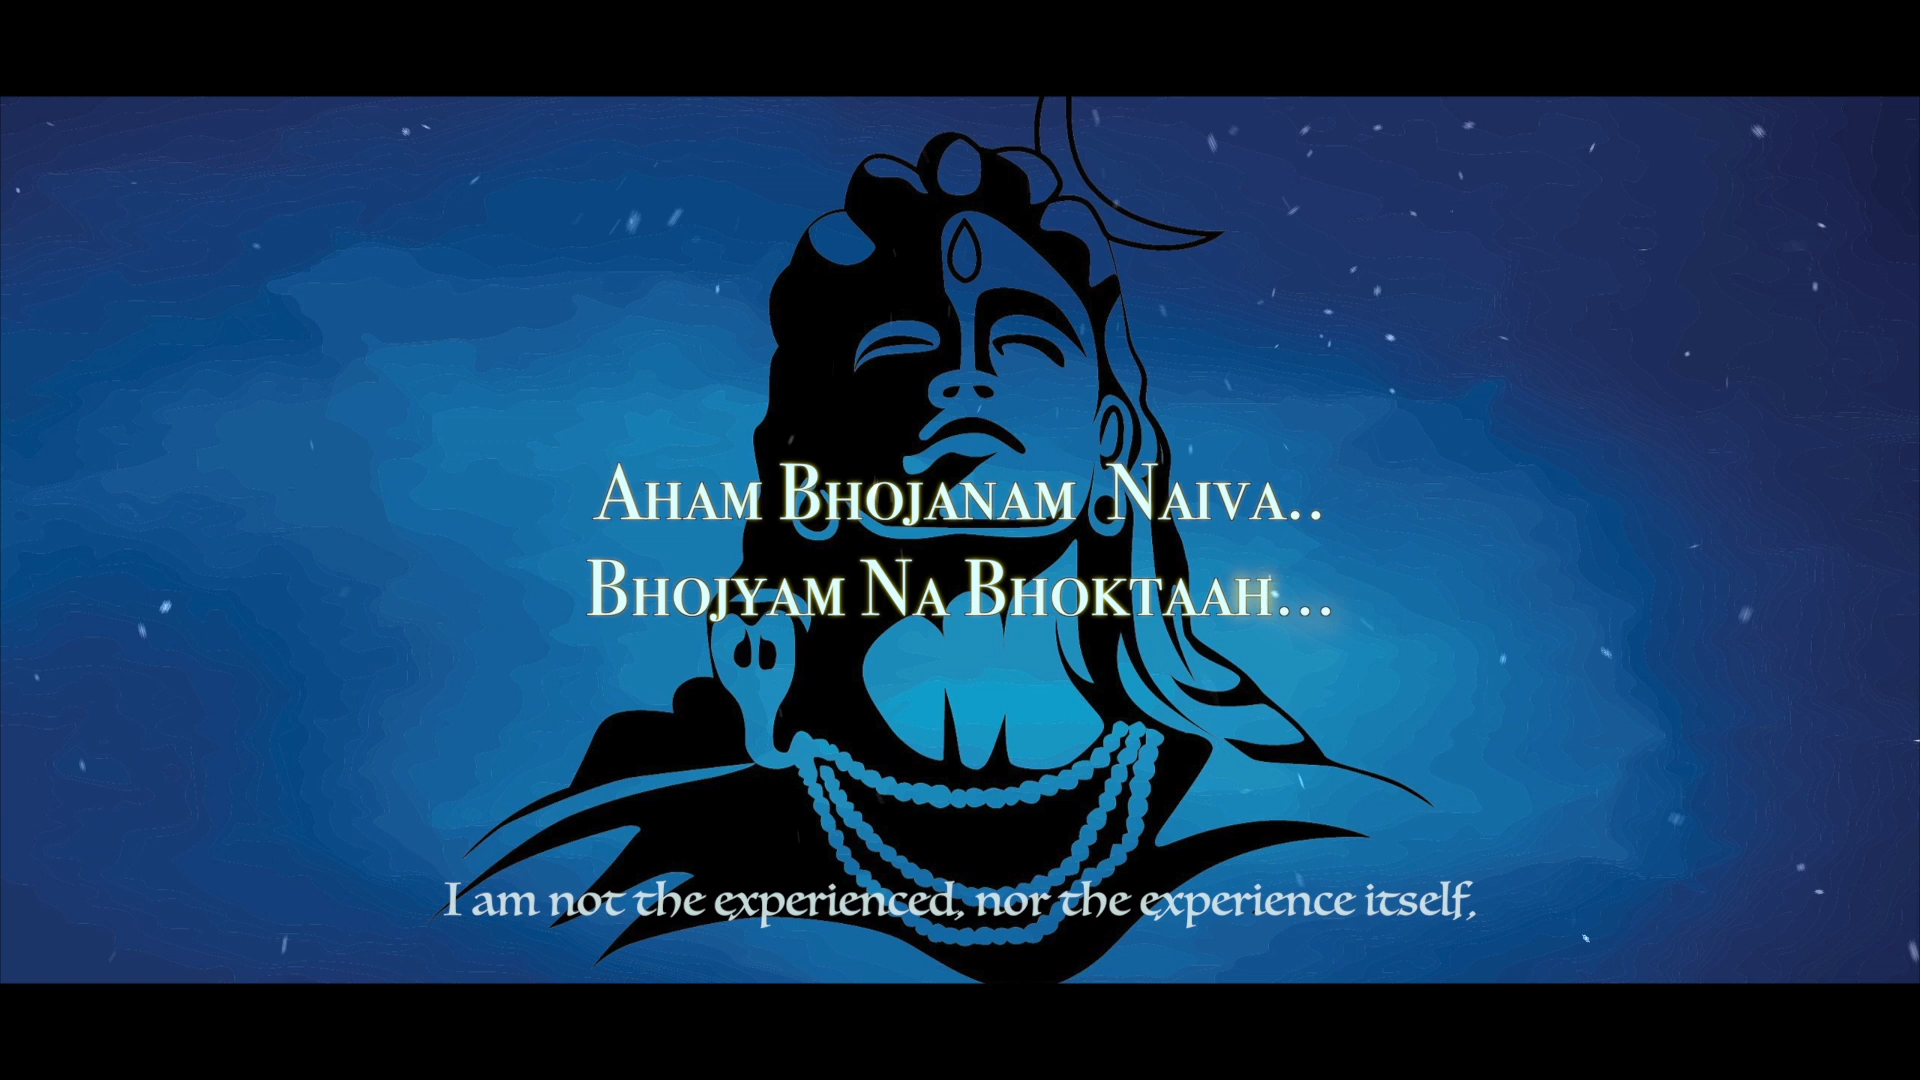 Aham Bhojanam Naiva..
Bhojyam Na Bhoktaah...
I am not the experienced, nor the experience itself,